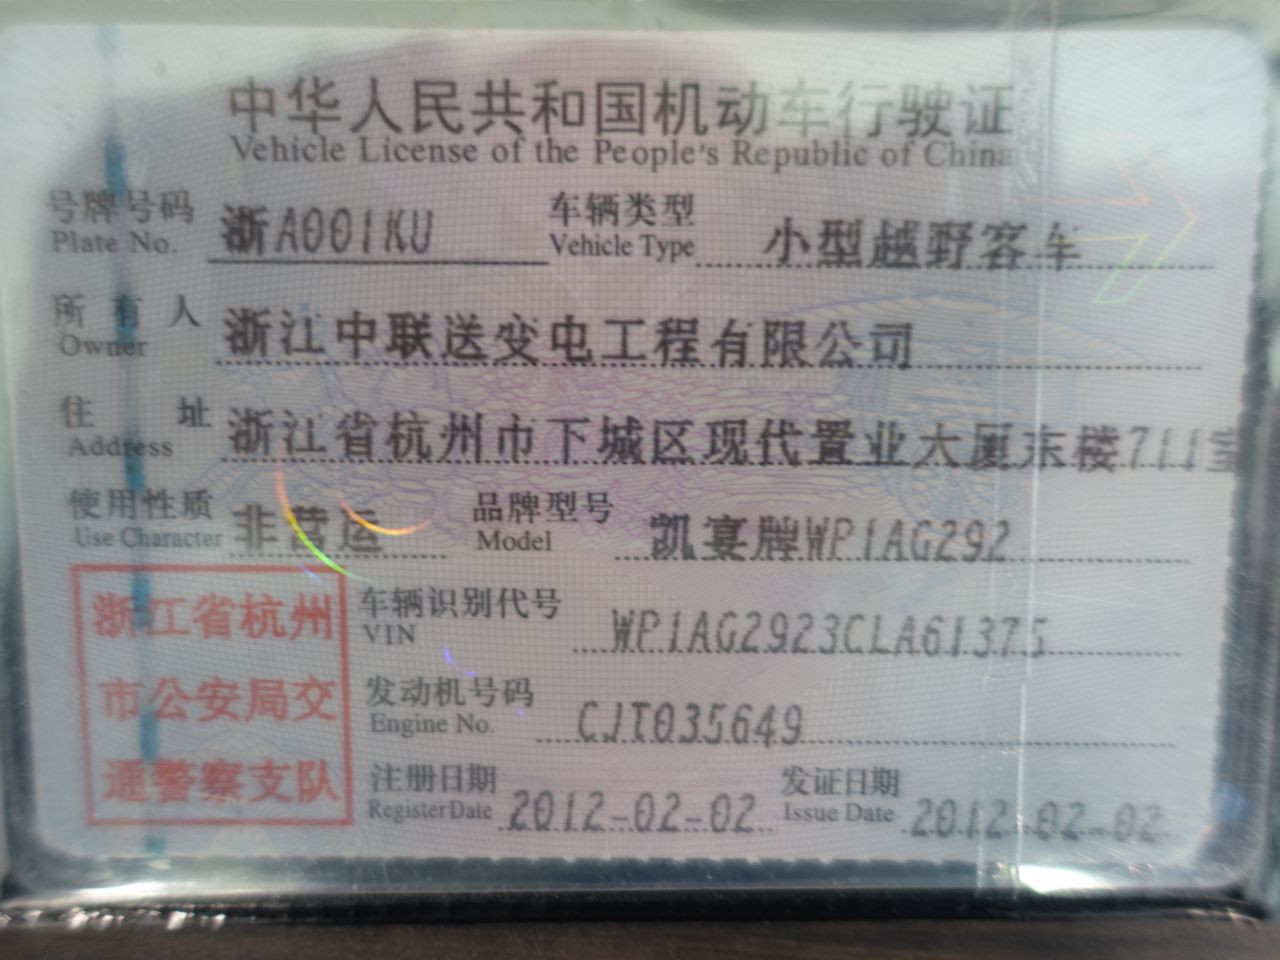 中华人民共和国机动车行驶证
Vehicle License of the People's Republic of China
号牌号码 浙A001KU 车辆类型 小型越野客车
Plate No. Vehicle Type
所有人 浙江中联送变电工程有限公司
Owner
住址 浙江省杭州市下城区现代置业大厦东楼711室
Address
使用性质 非营运 品牌型号 凯宴牌WP1AG292
Use Character Model
车辆识别代号 WP1AG2923CLA61375
VIN
发动机号码 CJT035649
Engine No.
注册日期 2012-02-02 发证日期 2012-02-02
Register Date Issue Date
浙江省杭州
市公安局交
通警察支队